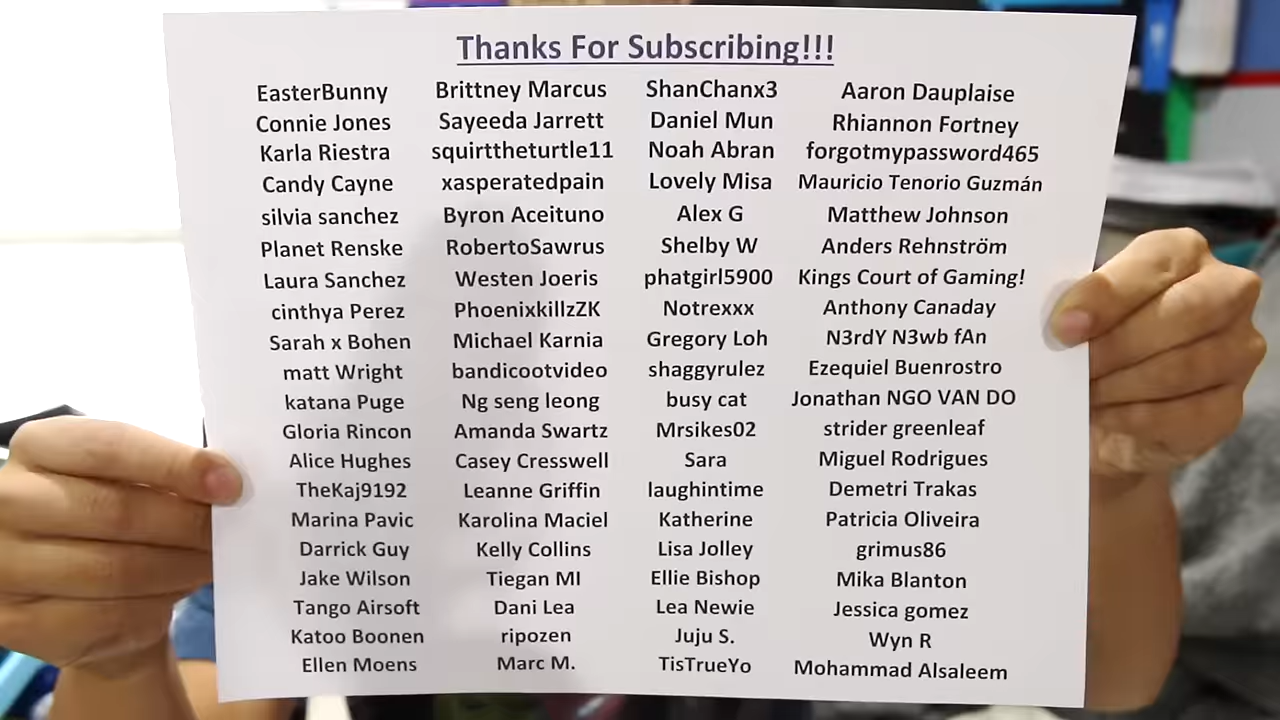 Thanks For Subscribing!!!
EasterBunny Brittney Marcus ShanChanx3 Aaron Dauplaise
Connie Jones Sayeeda Jarrett Daniel Mun Rhiannon Fortney
Karla Riestra squirttheturtle11 Noah Abran forgotmypassword465
Candy Cayne xasperatedpain Lovely Misa Mauricio Tenorio Guzmán
silvia sanchez Byron Aceituno Alex G Matthew Johnson
Planet Renske RobertoSawrus Shelby W Anders Rehnström
Laura Sanchez Westen Joeris phatgirl5900 Kings Court of Gaming!
cinthya Perez PhoenixkillzZK Notrexxx Anthony Canaday
Sarah x Bohen Michael Karnia Gregory Loh N3rdY N3wb fAn
matt Wright bandicootvideo shaggyrulez Ezequiel Buenrostro
katana Puge Ng seng leong busy cat Jonathan NGO VAN DO
Gloria Rincon Amanda Swartz Mrsikes02 strider greenleaf
Alice Hughes Casey Cresswell Sara Miguel Rodrigues
TheKaj9192 Leanne Griffin laughintime Demetri Trakas
Marina Pavic Karolina Maciel Katherine Patricia Oliveira
Darrick Guy Kelly Collins Lisa Jolley grimus86
Jake Wilson Tiegan MI Ellie Bishop Mika Blanton
Tango Airsoft Dani Lea Lea Newie Jessica gomez
Katoo Boonen ripozen Juju S. Wyn R
Ellen Moens Marc M. TisTrueYo Mohammad Alsaleem